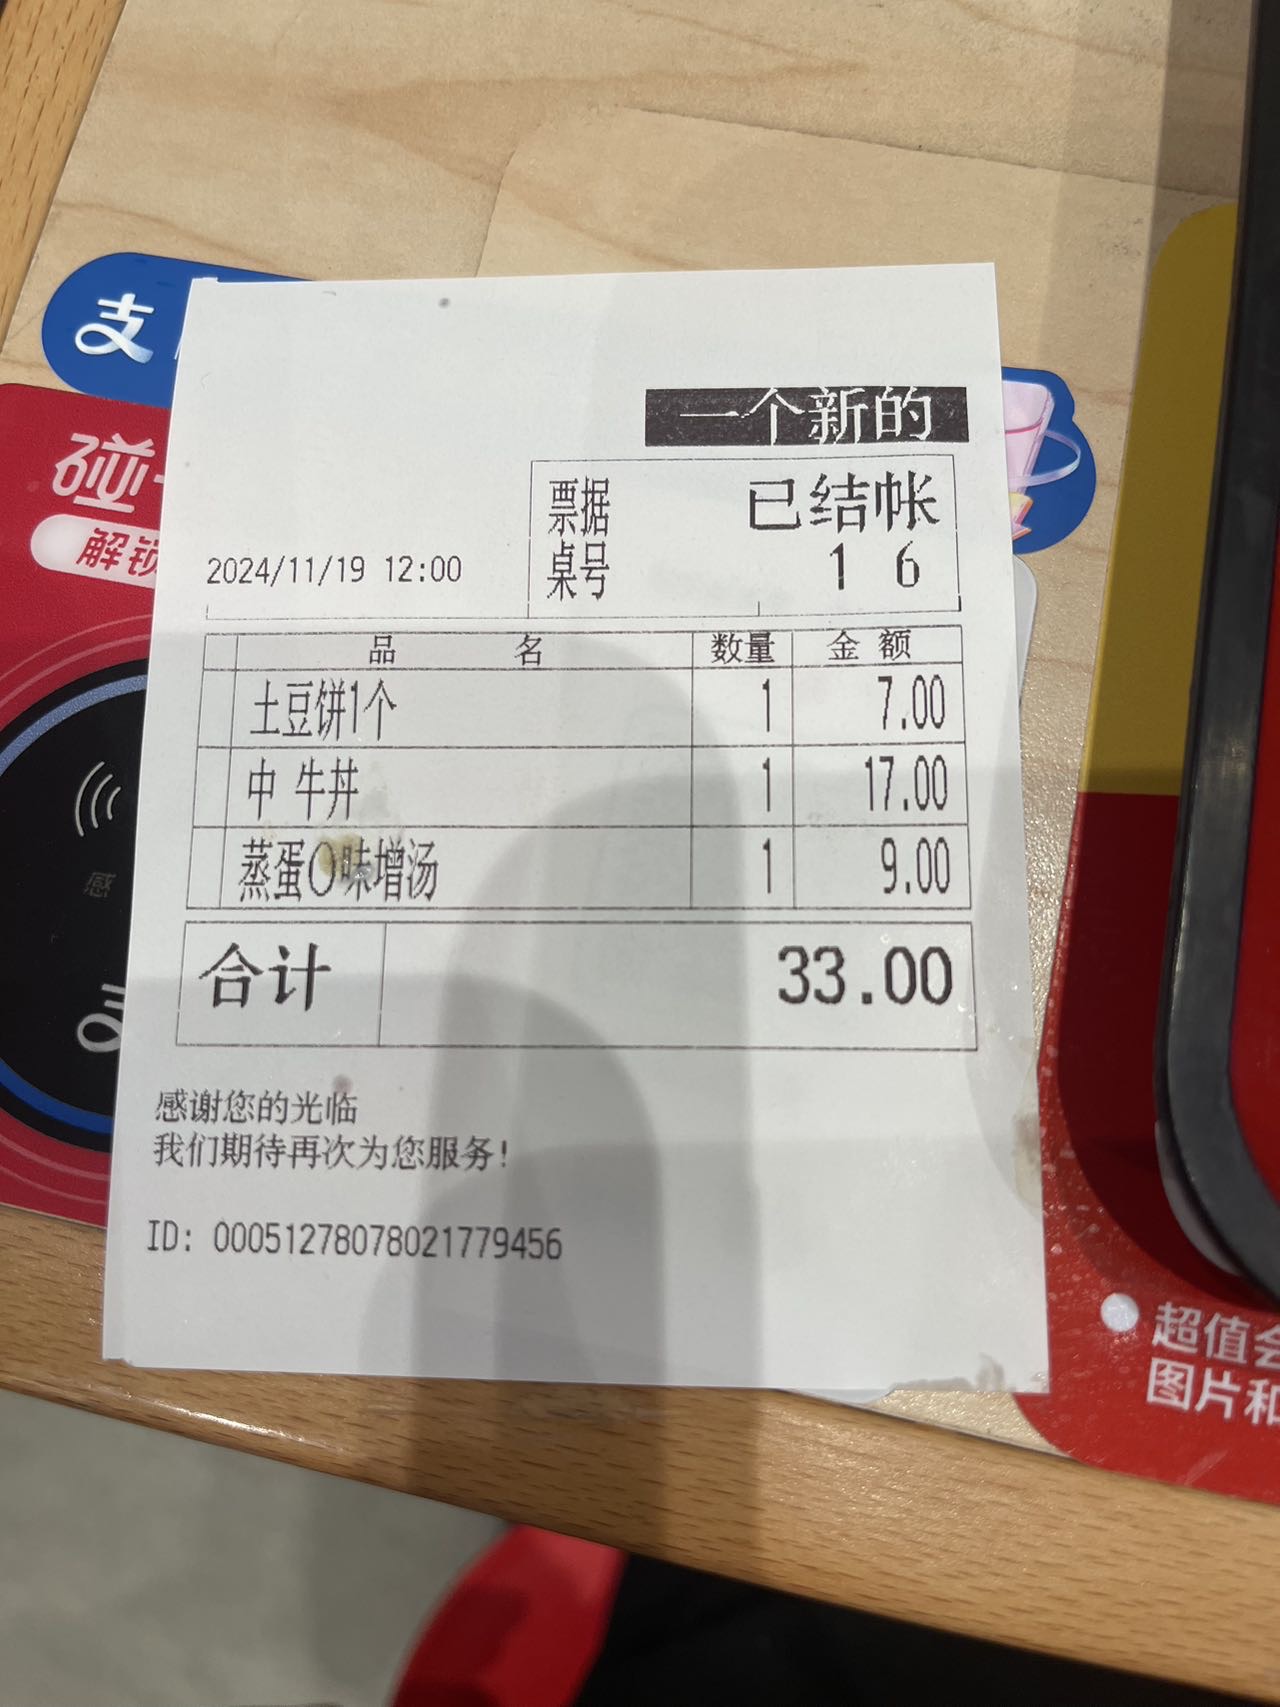 支
碰一
解锁
感
一个新的
票据 已结帐
2024/11/19 12:00
桌号 1 6
品 名 数量 金 额
土豆饼1个 1 7.00
中 牛丼 1 17.00
蒸蛋○味增汤 1 9.00
合计 33.00
感谢您的光临
我们期待再次为您服务!
ID: 00051278078021779456
超值会
图片和